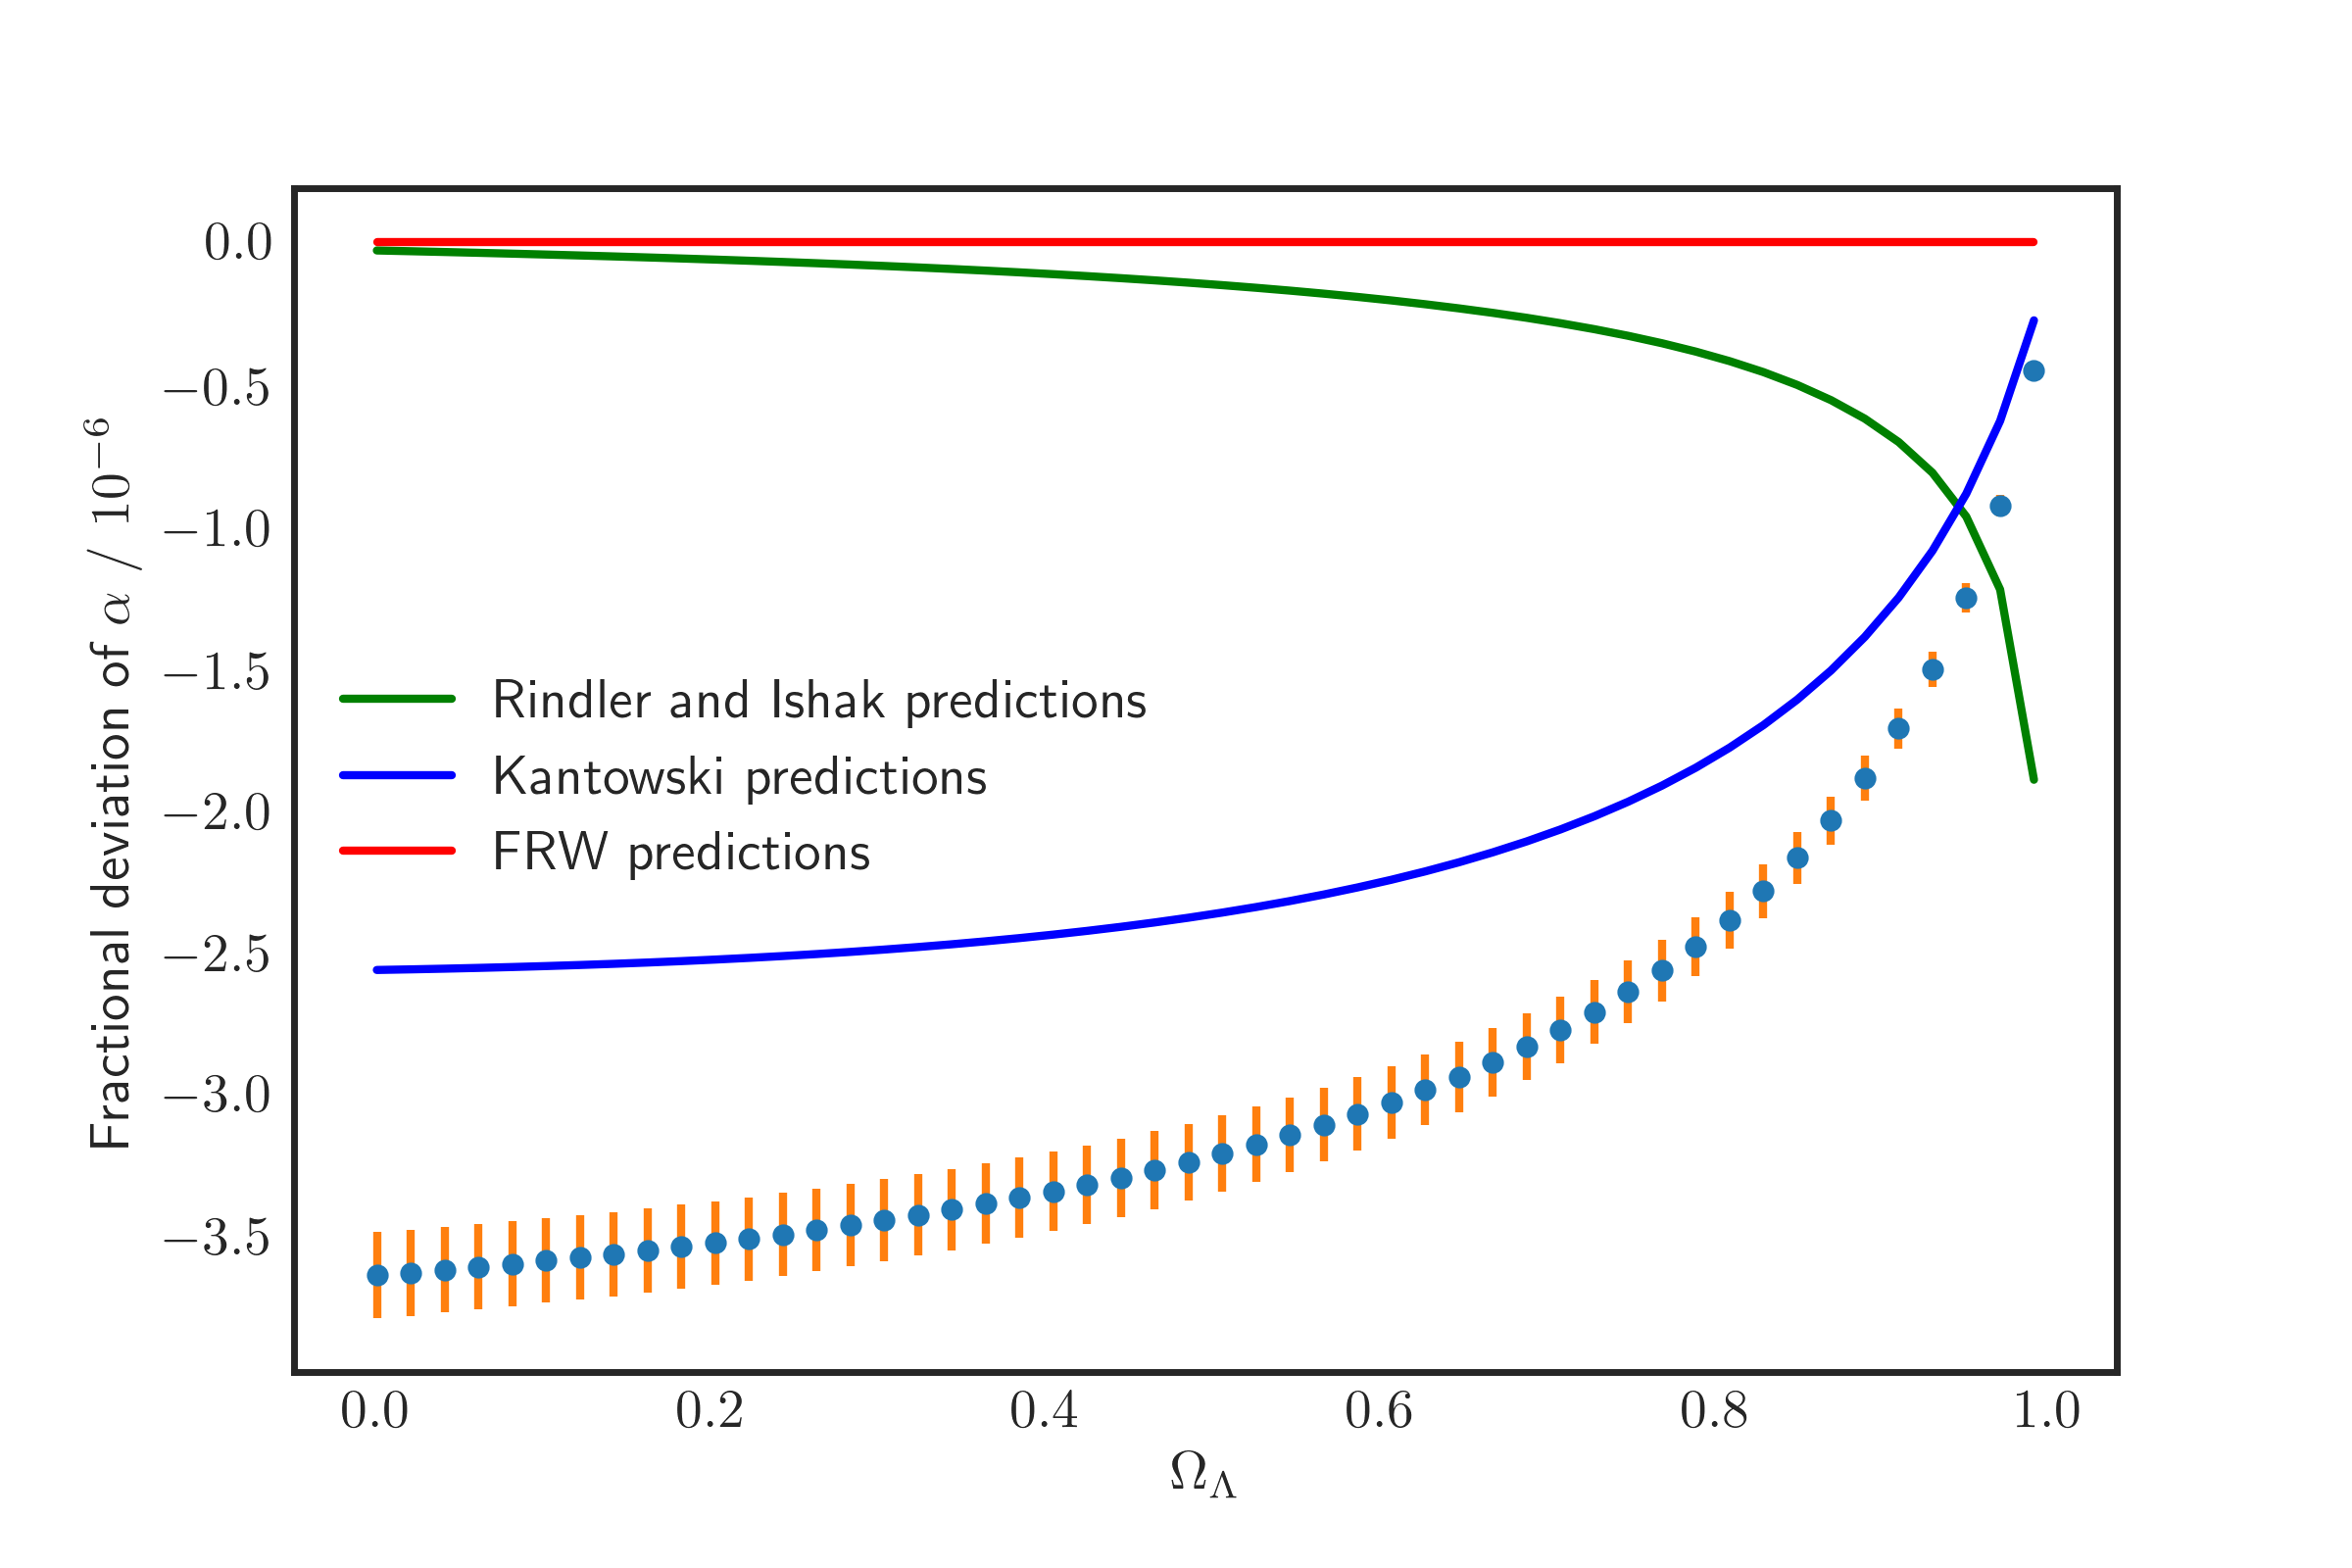 0.0
−0.5
−1.0
−1.5
−2.0
−2.5
−3.0
−3.5
Fractional deviation of α / 10⁻⁶
Rindler and Ishak predictions
Kantowski predictions
FRW predictions
0.0 0.2 0.4 0.6 0.8 1.0
Ω_Λ